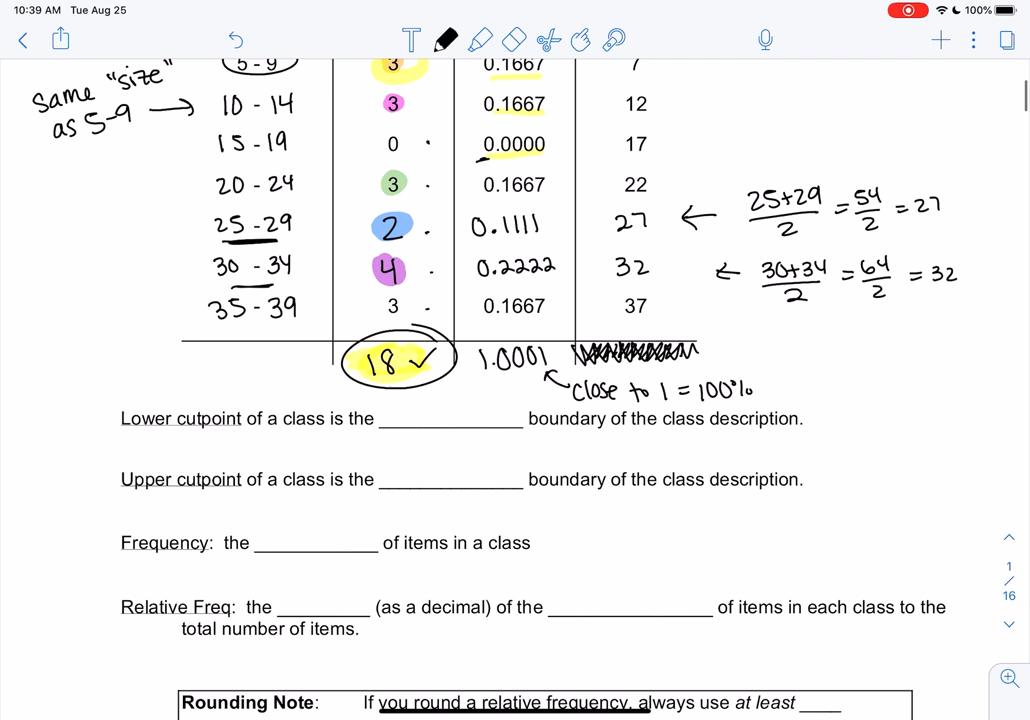 10:39 AM Tue Aug 25 100%
5-9 3 0.1667 7
same "size"
as 5-9
10 - 14 3 0.1667 12
15 - 19 0 0.0000 17
20 - 24 3 0.1667 22
25 - 29 2 0.1111 27 25+29/2 = 54/2 = 27
30 - 34 4 0.2222 32 30+34/2 = 64/2 = 32
35 - 39 3 0.1667 37
18 ✓ 1.0001
close to 1 = 100%
Lower cutpoint of a class is the ______________ boundary of the class description.
Upper cutpoint of a class is the ______________ boundary of the class description.
Frequency: the ____________ of items in a class
Relative Freq: the _________ (as a decimal) of the ________________ of items in each class to the
total number of items.
1
/
16
Rounding Note: If you round a relative frequency, always use at least ____